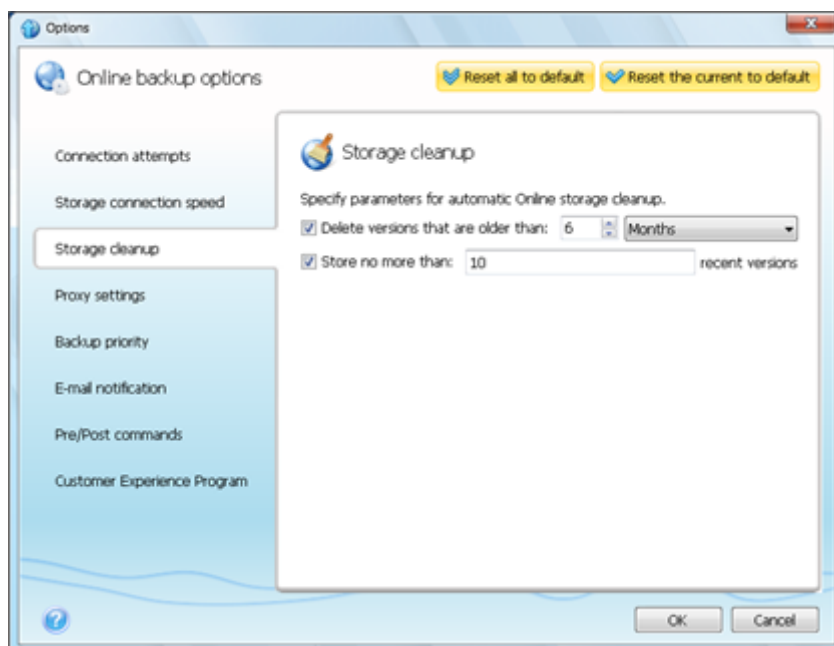 Options
Online backup options
Reset all to default
Reset the current to default
Connection attempts
Storage connection speed
Storage cleanup
Proxy settings
Backup priority
E-mail notification
Pre/Post commands
Customer Experience Program
Storage cleanup
Specify parameters for automatic Online storage cleanup.
Delete versions that are older than: 6 Months
Store no more than: 10 recent versions
OK
Cancel